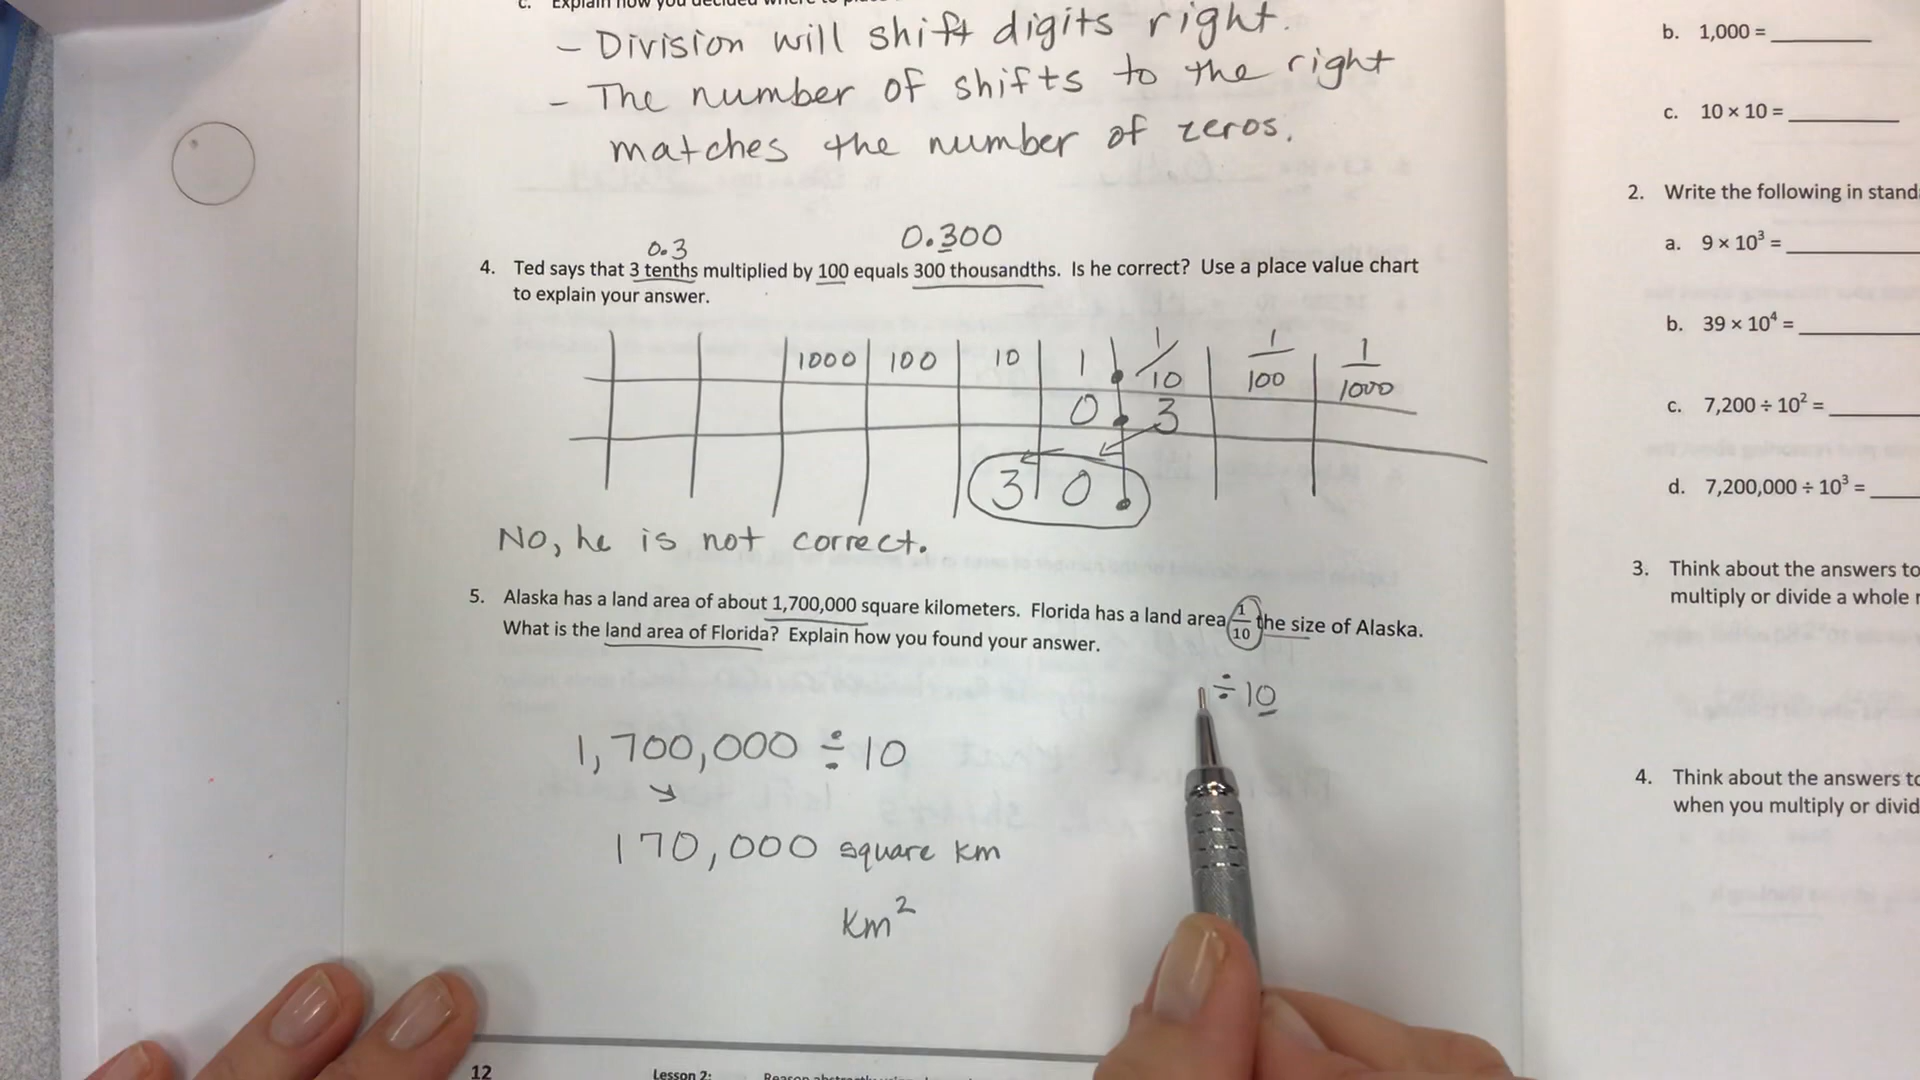 c. Explain how you decided where to
– Division will shift digits right.
– The number of shifts to the right
matches the number of zeros.
0.3 0.300
4. Ted says that 3 tenths multiplied by 100 equals 300 thousandths. Is he correct? Use a place value chart
to explain your answer.
1000 100 10 1 . 1/10 1/100 1/1000
0 . 3
3 0 .
No, he is not correct.
5. Alaska has a land area of about 1,700,000 square kilometers. Florida has a land area 1/10 the size of Alaska.
What is the land area of Florida? Explain how you found your answer.
÷ 10
1,700,000 ÷ 10
170,000 square km
km²
12 Lesson 2:
b. 1,000 =
c. 10 × 10 =
2. Write the following in
a. 9 × 10³ =
b. 39 × 10⁴ =
c. 7,200 ÷ 10² =
d. 7,200,000 ÷ 10³ =
3. Think about the answers to
multiply or divide a whole
4. Think about the answers
when you multiply or